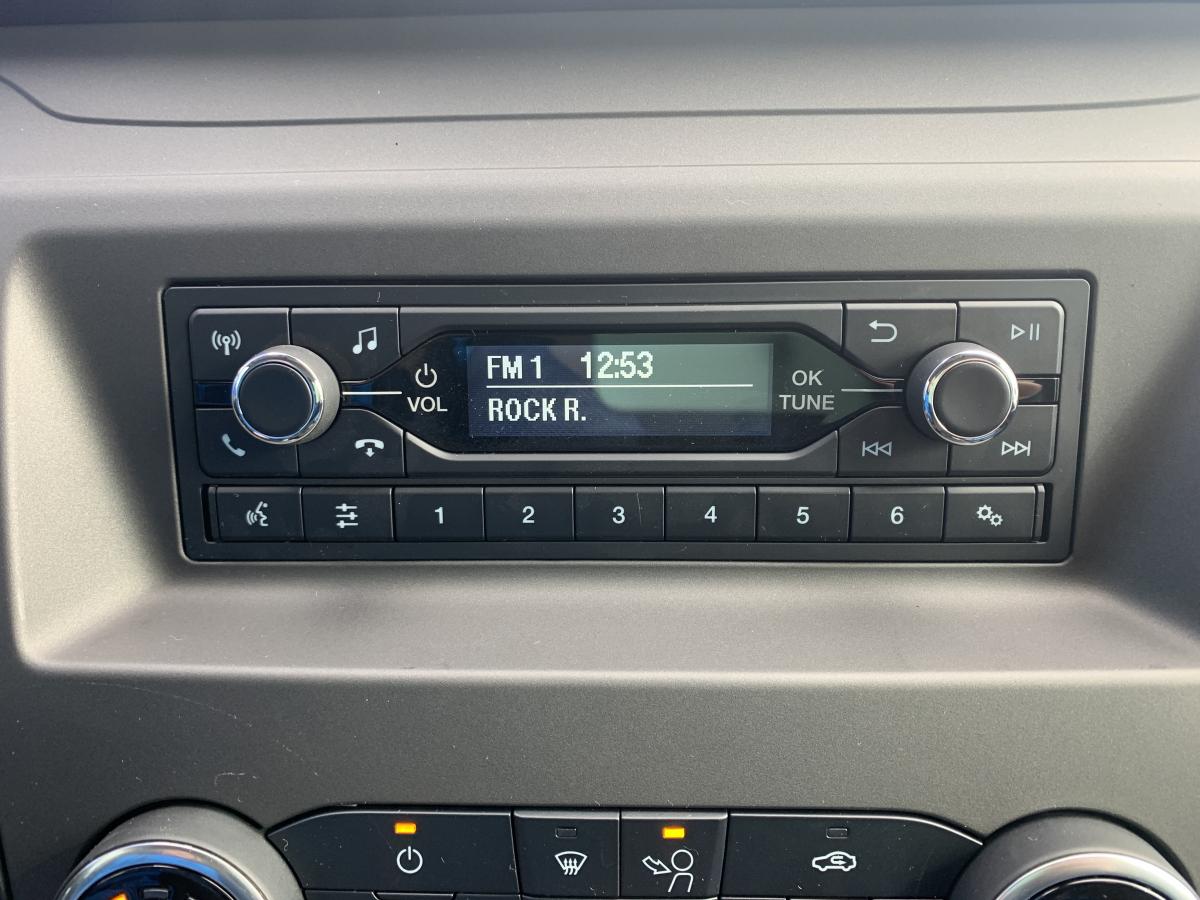 FM 1 12:53
ROCK R.
VOL
OK
TUNE
1 2 3 4 5 6